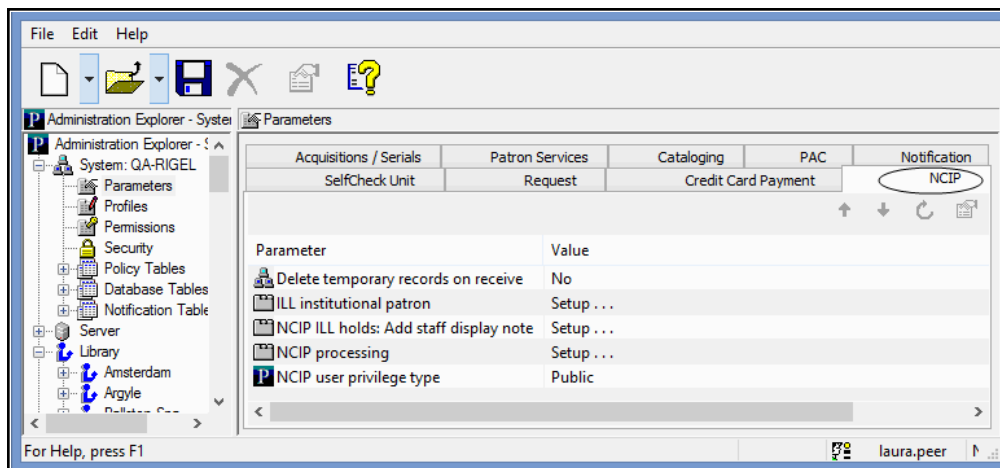 File Edit Help
Administration Explorer - System
Parameters
Administration Explorer - S
System: QA-RIGEL
Parameters
Profiles
Permissions
Security
Policy Tables
Database Tables
Notification Table
Server
Library
Amsterdam
Argyle
Acquisitions / Serials Patron Services Cataloging PAC Notification
SelfCheck Unit Request Credit Card Payment NCIP
Parameter Value
Delete temporary records on receive No
ILL institutional patron Setup . . .
NCIP ILL holds: Add staff display note Setup . . .
NCIP processing Setup . . .
NCIP user privilege type Public
For Help, press F1 laura.peer